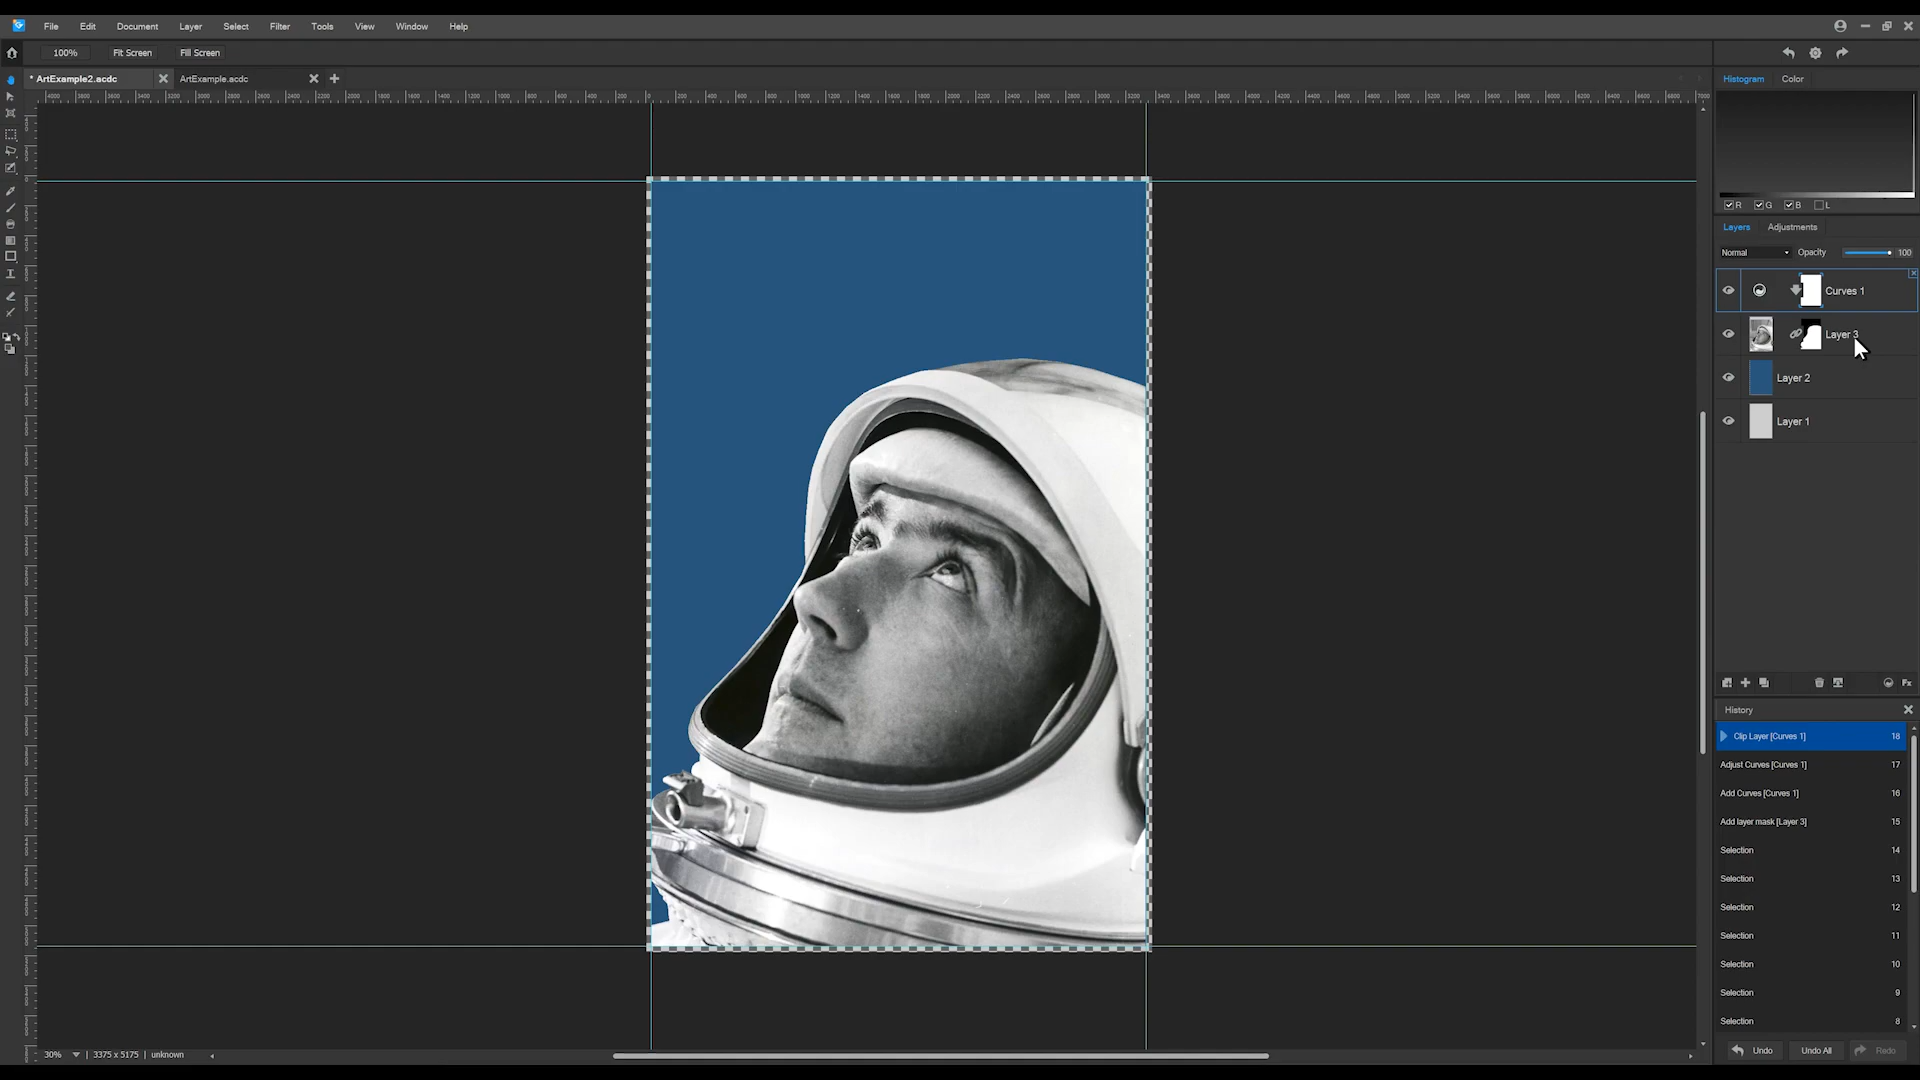 File Edit Document Layer Select Filter Tools View Window Help
100% Fit Screen Fill Screen
* ArtExample2.acdc ArtExample.acdc
Histogram Color
R G B L
Layers Adjustments
Normal Opacity 100
Curves 1
Layer 3
Layer 2
Layer 1
Fx
History
Clip Layer [Curves 1] 18
Adjust Curves [Curves 1] 17
Add Curves [Curves 1] 16
Add layer mask [Layer 3] 15
Selection 14
Selection 13
Selection 12
Selection 11
Selection 10
Selection 9
Selection 8
Undo Undo All Redo
30% 3375 x 5175 unknown